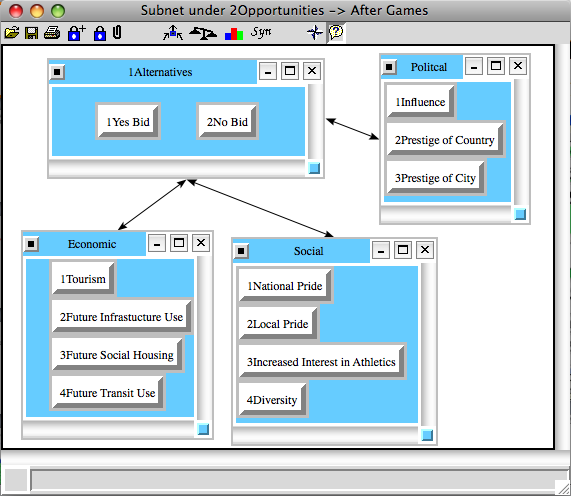 Subnet under 2Opportunities -> After Games
Syn
1Alternatives
1Yes Bid
2No Bid
Politcal
1Influence
2Prestige of Country
3Prestige of City
Economic
1Tourism
2Future Infrastucture Use
3Future Social Housing
4Future Transit Use
Social
1National Pride
2Local Pride
3Increased Interest in Athletics
4Diversity